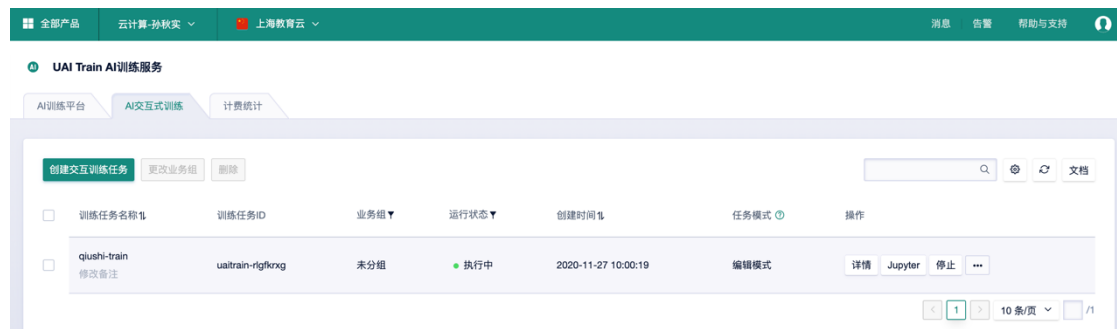 全部产品 云计算-孙秋实 上海教育云 消息 告警 帮助与支持
AI UAI Train AI训练服务
AI训练平台 AI交互式训练 计费统计
创建交互训练任务 更改业务组 删除 文档
训练任务名称 训练任务ID 业务组 运行状态 创建时间 任务模式 操作
qiushi-train uaitrain-rlgfkrxg 未分组 执行中 2020-11-27 10:00:19 编辑模式 详情 Jupyter 停止 •••
修改备注
1 10 条/页 /1